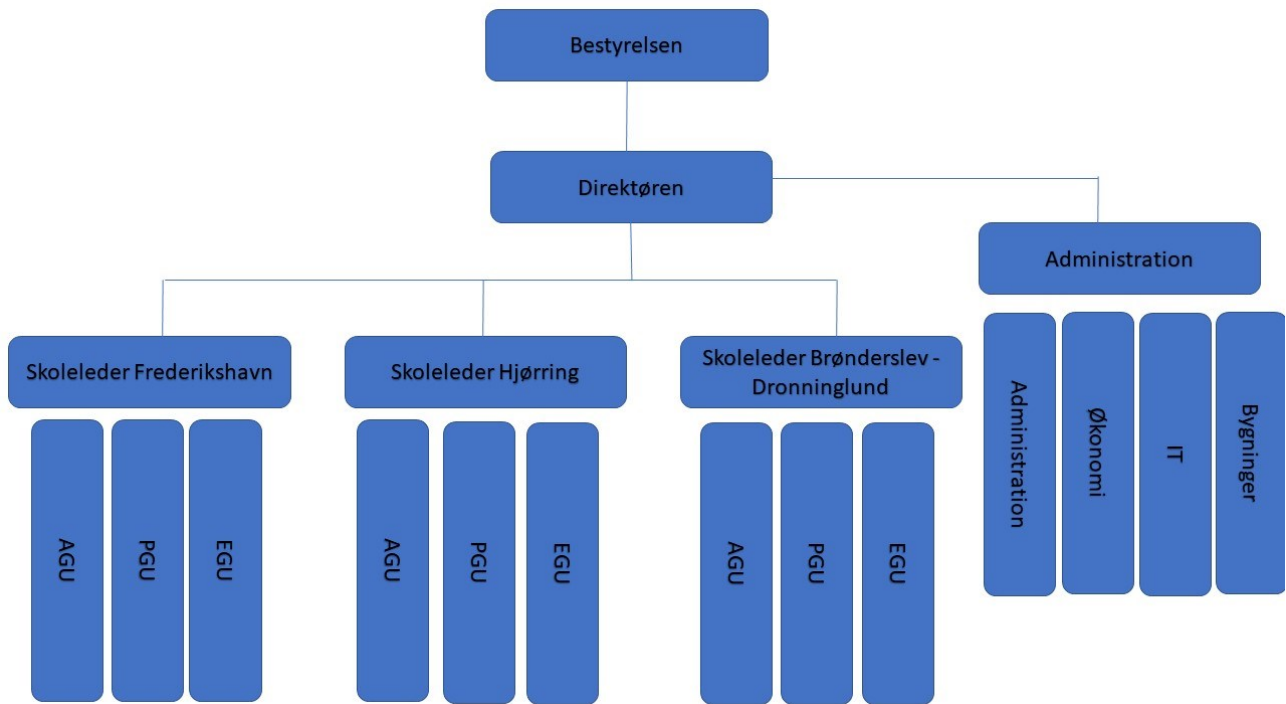 Bestyrelsen
Direktøren
Administration
Skoleleder Frederikshavn
Skoleleder Hjørring
Skoleleder Brønderslev -
Dronninglund
AGU
PGU
EGU
AGU
PGU
EGU
AGU
PGU
EGU
Administration
Økonomi
IT
Bygninger